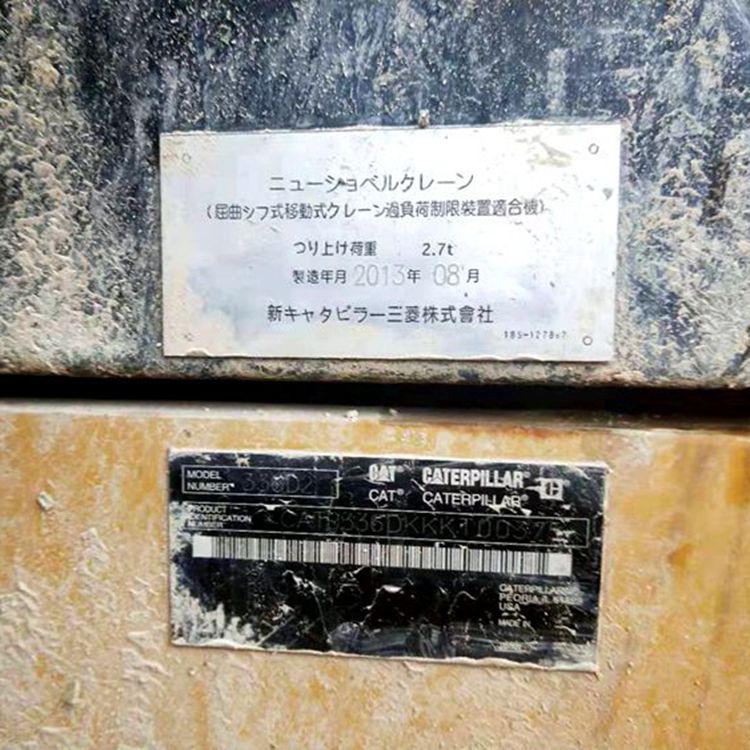 ニューショベルクレーン
(屈曲ジブ式移動式クレーン過負荷制限装置適合機)
つり上げ荷重 2.7t
製造年月 2013年 08月
新キャタピラー三菱株式會社
MODEL NUMBER 336D2
CAT CATERPILLAR
CAT CATERPILLAR
PRODUCT IDENTIFICATION NUMBER
CATERPILLAR
PEORIA IL
USA
MADE IN